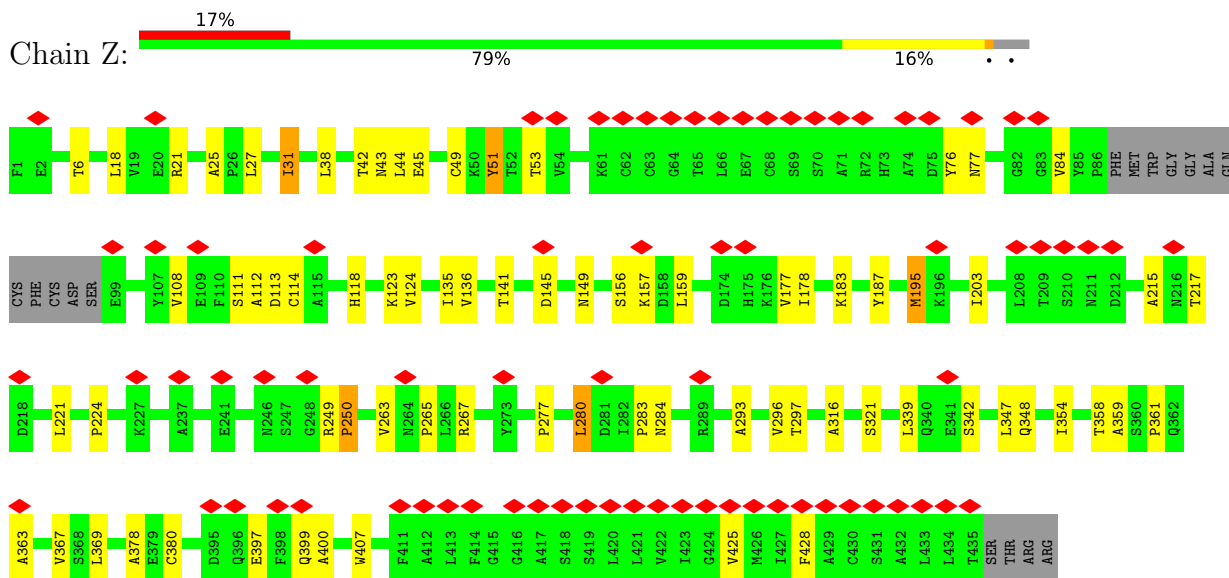 17%
Chain Z:
79%
16%
F1 E2 T6 L18 V19 E20 R21 A25 P26 L27 I31 L38 T42 N43 L44 E45 C49 K50 Y51 T52 T53 V54 K61 C62 C63 G64 T65 L66 E67 C68 S69 S70 A71 R72 H73 A74 D75 Y76 N77 G82 G83 V84 Y85 P86 PHE MET TRP GLY GLY ALA GLN
CYS PHE CYS ASP SER E99 Y107 V108 E109 F110 S111 A112 D113 C114 A115 H118 K123 V124 I135 V136 T141 D145 N149 S156 K157 D158 L159 D174 H175 K176 V177 I178 K183 Y187 M195 K196 I203 L208 T209 S210 N211 D212 A215 N216 T217
D218 L221 P224 K227 A237 E241 N246 S247 G248 R249 P250 V263 N264 P265 L266 R267 Y273 P277 L280 D281 I282 P283 N284 R289 A293 V296 T297 A316 S321 L339 Q340 E341 S342 L347 Q348 I354 T358 A359 S360 P361 Q362
A363 V367 S368 L369 A378 E379 C380 D395 Q396 E397 F398 Q399 A400 W407 F411 A412 L413 F414 G415 G416 A417 S418 S419 L420 L421 V422 I423 G424 V425 M426 I427 F428 A429 C430 S431 A432 L433 L434 T435 SER THR ARG ARG